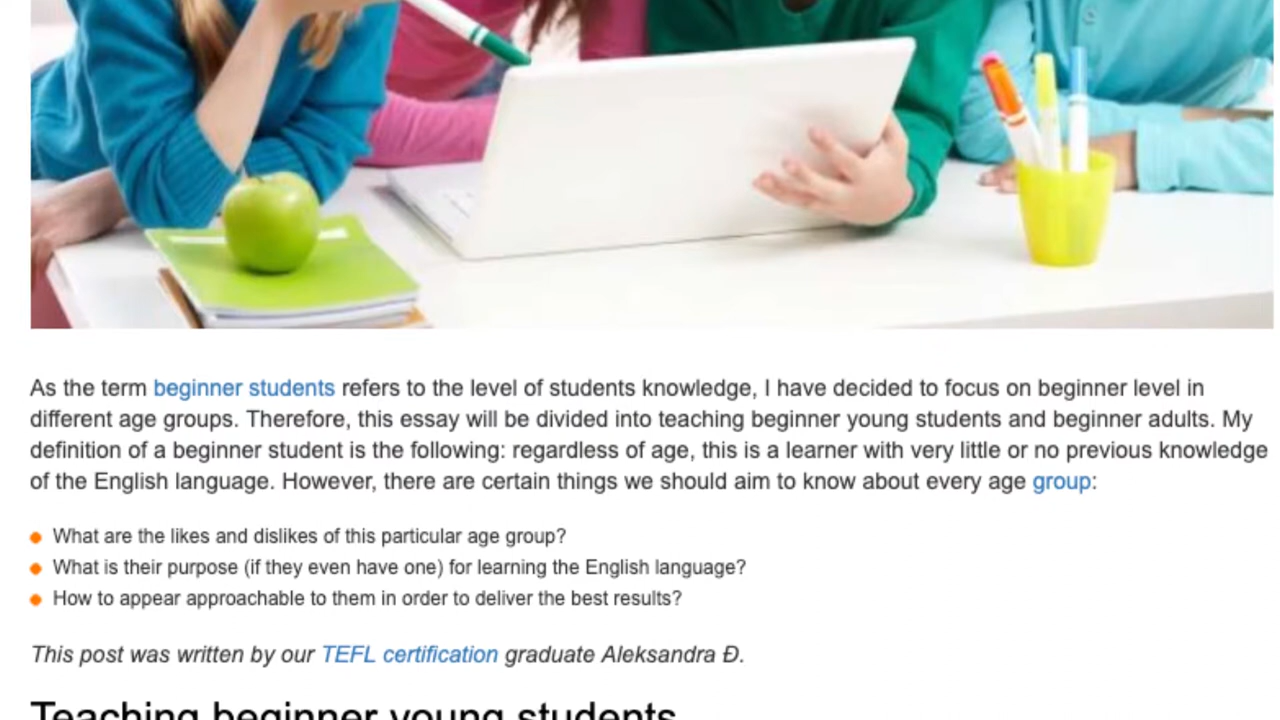 As the term beginner students refers to the level of students knowledge, I have decided to focus on beginner level in
different age groups. Therefore, this essay will be divided into teaching beginner young students and beginner adults. My
definition of a beginner student is the following: regardless of age, this is a learner with very little or no previous knowledge
of the English language. However, there are certain things we should aim to know about every age group:
What are the likes and dislikes of this particular age group?
What is their purpose (if they even have one) for learning the English language?
How to appear approachable to them in order to deliver the best results?
This post was written by our TEFL certification graduate Aleksandra Đ.
Teaching beginner young students